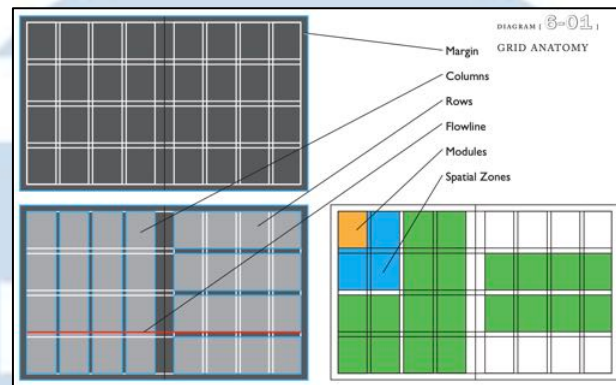 DIAGRAM | 6-01 |
GRID ANATOMY
Margin
Columns
Rows
Flowline
Modules
Spatial Zones